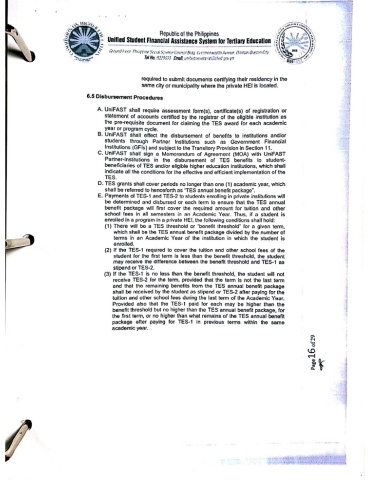 Republic of the Philippines
Unified Student Financial Assistance System for Tertiary Education
required to submit documents certifying their residency in the
same city or municipality where the private HEI is located.
6.5 Disbursement Procedures
A. UniFAST shall require assessment form(s), certificate(s) of registration or
statement of accounts certified by the registrar of the eligible institution as
the pre-requisite document for claiming the TES award for each academic
year or program cycle.
B. UniFAST shall effect the disbursement of benefits to institutions and/or
students through Partner Institutions such as Government Financial
Institutions (GFIs) and subject to the Transitory Provision in Section 11.
C. UniFAST shall sign a Memorandum of Agreement (MOA) with UniFAST
Partner-Institutions in the disbursement of TES benefits to student-
beneficiaries of TES and/or eligible higher education institutions, which shall
indicate all the conditions for the effective and efficient implementation of the
TES.
D. TES grants shall cover periods no longer than one (1) academic year, which
shall be referred to henceforth as "TES annual benefit package".
E. Payments of TES-1 and TES-2 to students enrolling in private institutions will
be determined and disbursed or each term to ensure that the TES annual
benefit package will first cover the required amount for tuition and other
school fees in all semesters in an Academic Year. Thus, if a student is
enrolled in a program in a private HEI, the following conditions shall hold:
(1) There will be a TES threshold or "benefit threshold" for a given term,
which shall be the TES annual benefit package divided by the number of
terms in an Academic Year of the institution in which the student is
enrolled.
(2) If the TES-1 required to cover the tuition and other school fees of the
student for the first term is less than the benefit threshold, the student
may receive the difference between the benefit threshold and TES-1 as
stipend or TES-2.
(3) If the TES-1 is no less than the benefit threshold, the student will not
receive TES-2 for the term, provided that the term is not the last term
and that the remaining benefits from the TES annual benefit package
shall be received by the student as stipend or TES-2 after paying for the
tuition and other school fees during the last term of the Academic Year.
Provided also that the TES-1 paid for each may be higher than the
benefit threshold but no higher than the TES annual benefit package, for
the first term, or no higher than what remains of the TES annual benefit
package after paying for TES-1 in previous terms within the same
academic year.
Page 16 of 29